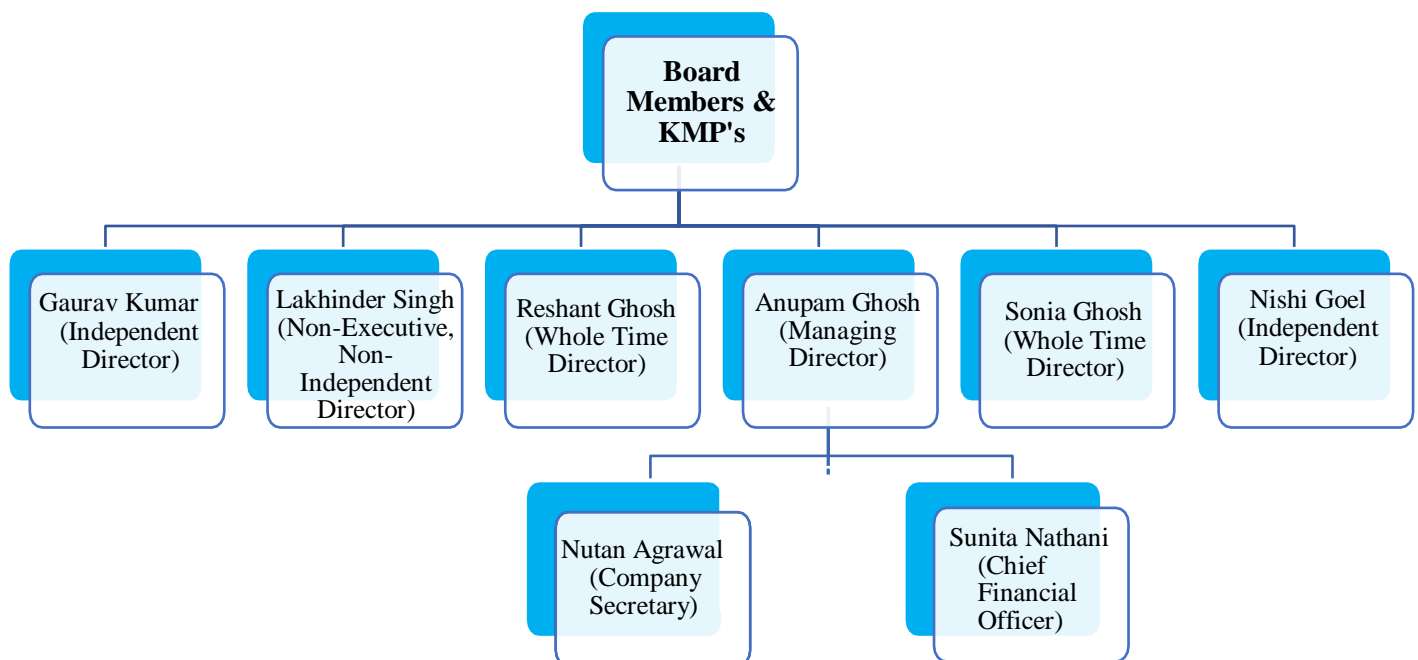 Board
Members &
KMP's
Gaurav Kumar
(Independent
Director)
Lakhinder Singh
(Non-Executive,
Non-
Independent
Director)
Reshant Ghosh
(Whole Time
Director)
Anupam Ghosh
(Managing
Director)
Sonia Ghosh
(Whole Time
Director)
Nishi Goel
(Independent
Director)
Nutan Agrawal
(Company
Secretary)
Sunita Nathani
(Chief
Financial
Officer)